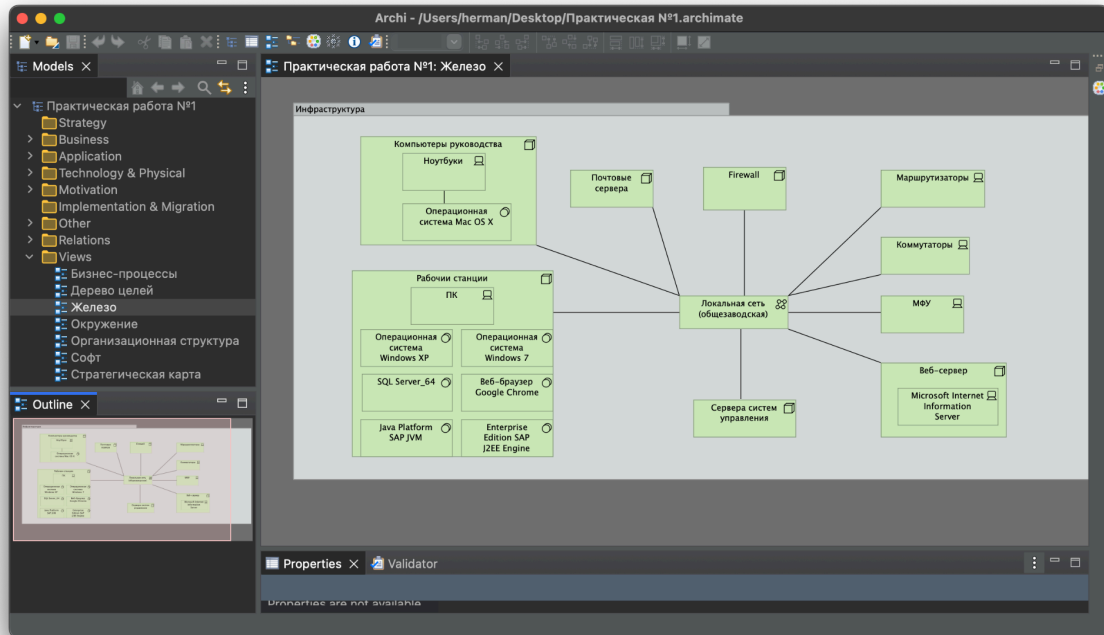 Archi - /Users/herman/Desktop/Практическая №1.archimate
Models
Практическая работа №1
Strategy
Business
Application
Technology & Physical
Motivation
Implementation & Migration
Other
Relations
Views
Бизнес-процессы
Дерево целей
Железо
Окружение
Организационная структура
Софт
Стратегическая карта
Outline
Практическая работа №1: Железо
Инфраструктура
Компьютеры руководства
Ноутбуки
Операционная
система Mac OS X
Почтовые
сервера
Firewall
Маршрутизаторы
Коммутаторы
Рабочии станции
ПК
Операционная
система
Windows XP
Операционная
система
Windows 7
SQL Server_64
Веб-браузер
Google Chrome
Java Platform
SAP JVM
Enterprise
Edition SAP
J2EE Engine
Локальная сеть
(общезаводская)
МФУ
Веб-сервер
Microsoft Internet
Information
Server
Сервера систем
управления
Properties
Validator
Properties are not available